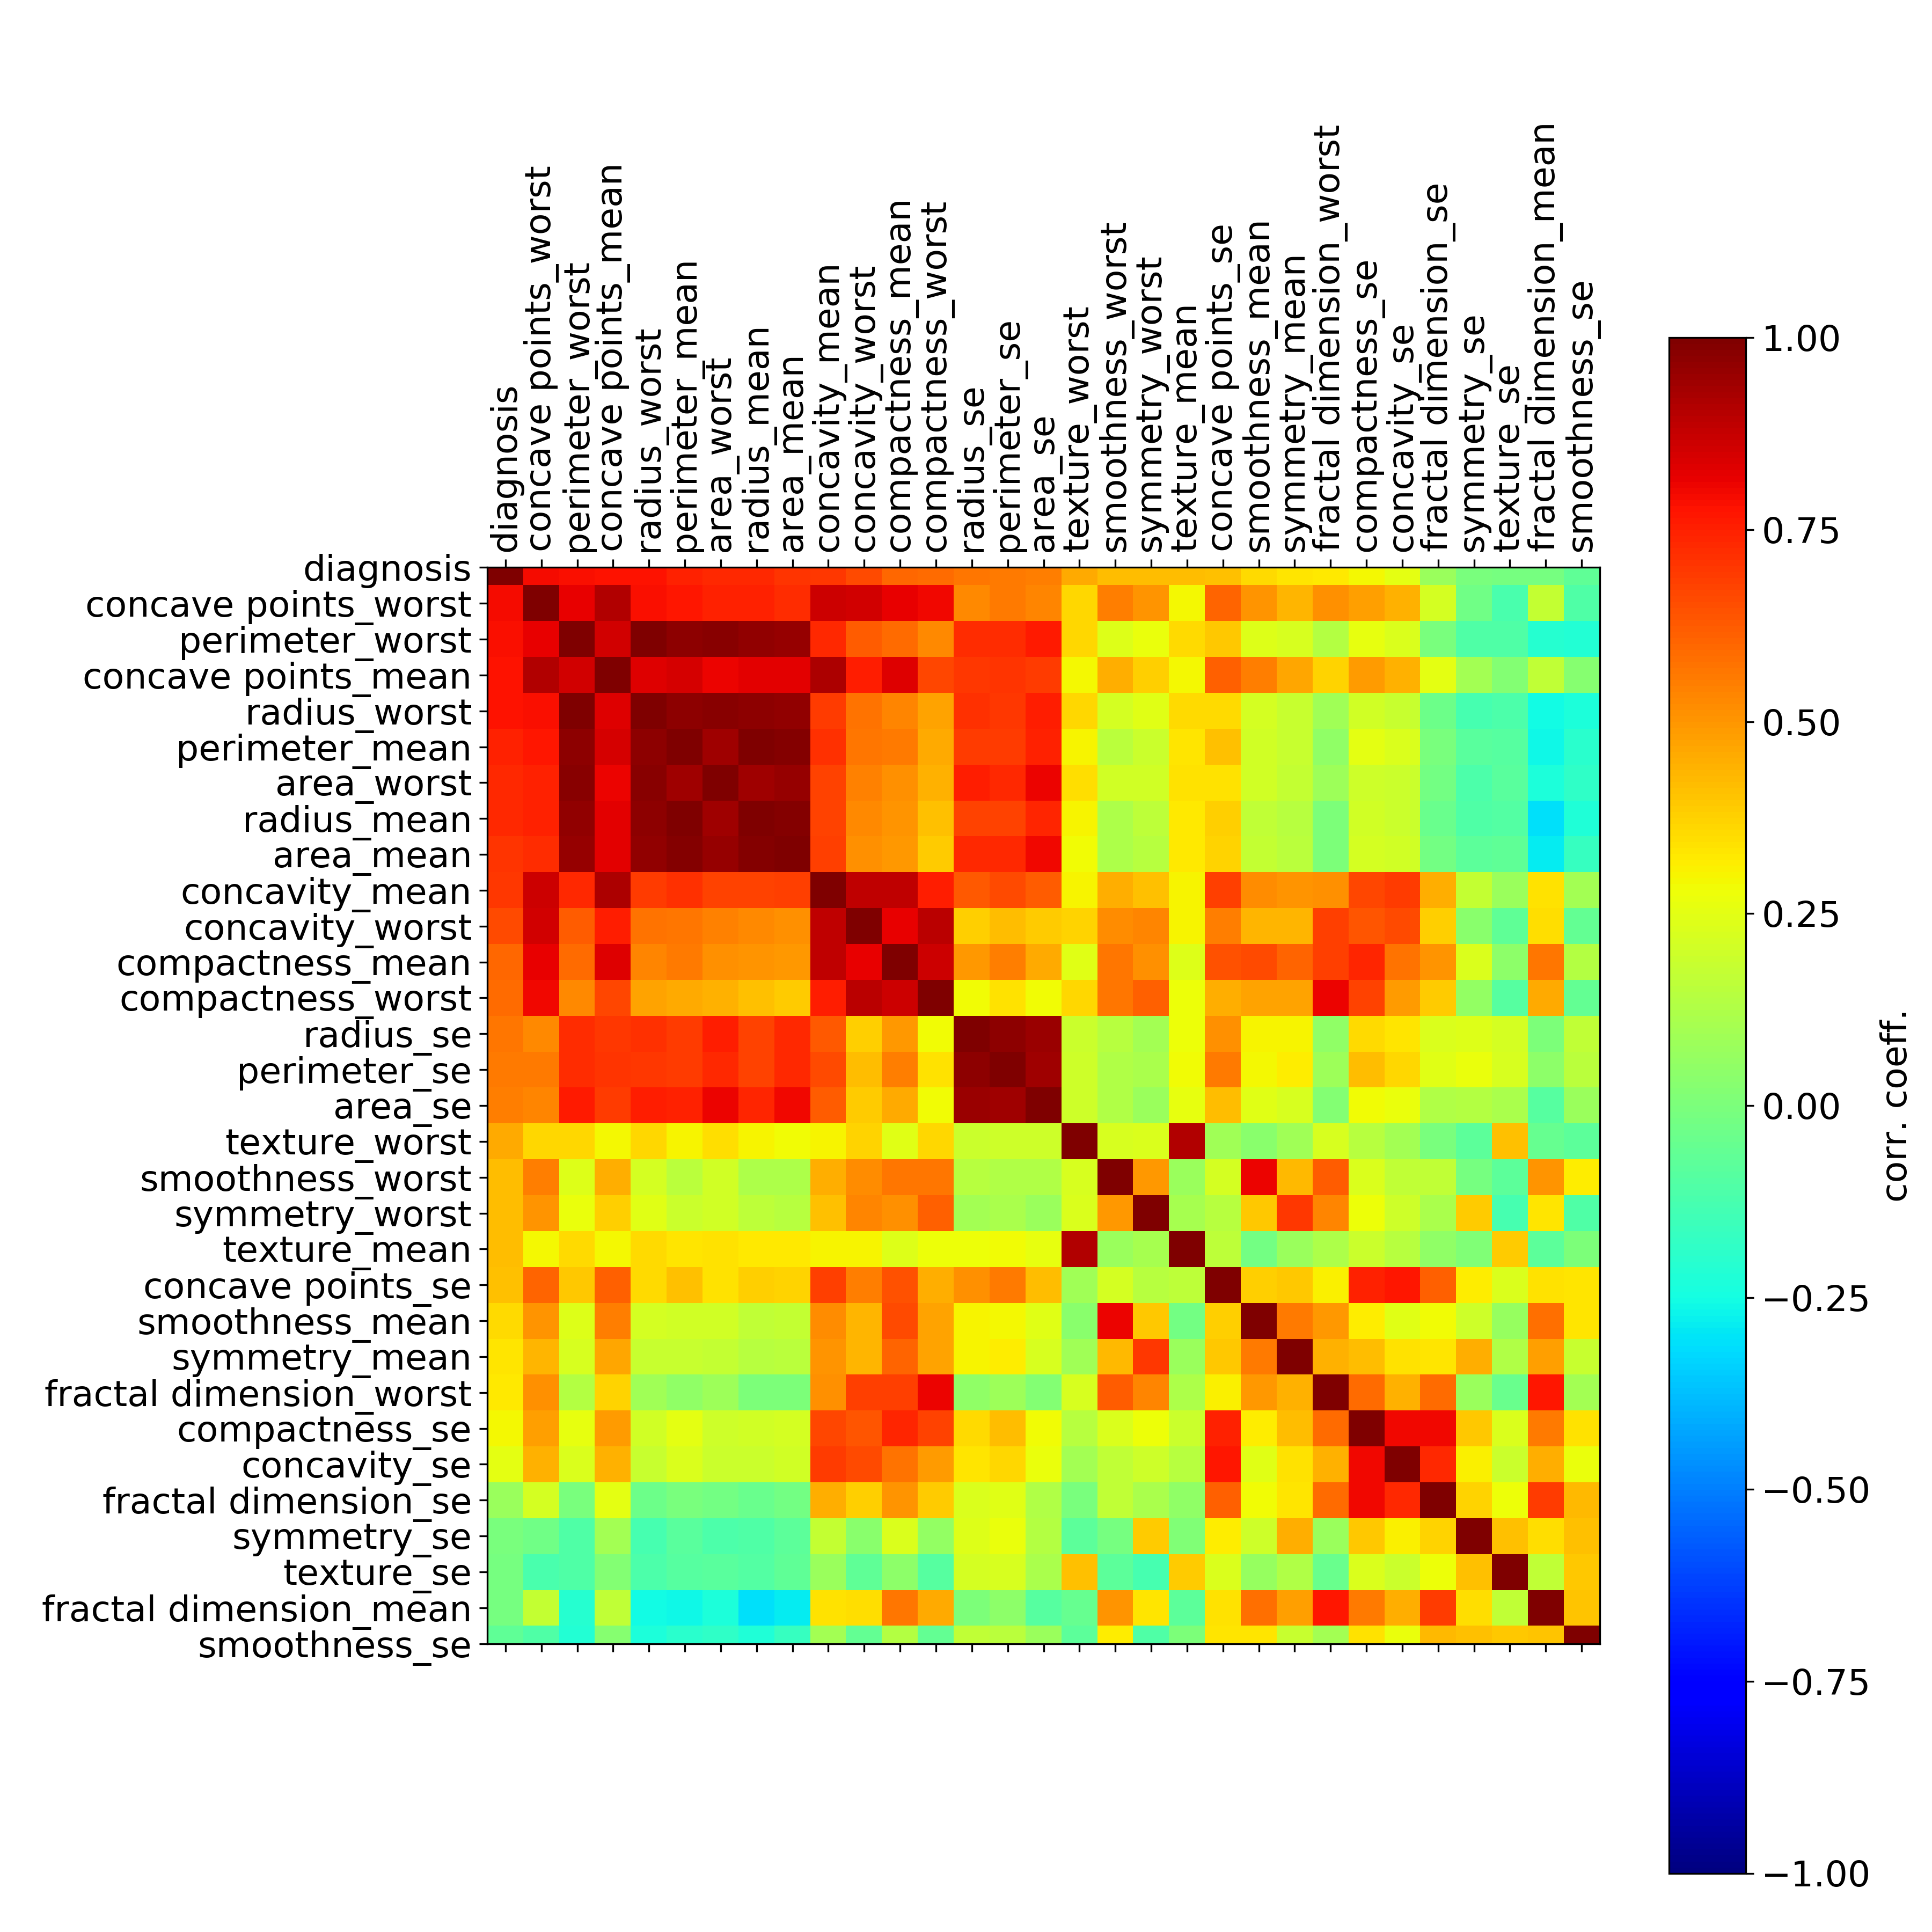 diagnosis
concave points_worst
perimeter_worst
concave points_mean
radius_worst
perimeter_mean
area_worst
radius_mean
area_mean
concavity_mean
concavity_worst
compactness_mean
compactness_worst
radius_se
perimeter_se
area_se
texture_worst
smoothness_worst
symmetry_worst
texture_mean
concave points_se
smoothness_mean
symmetry_mean
fractal dimension_worst
compactness_se
concavity_se
fractal dimension_se
symmetry_se
texture_se
fractal dimension_mean
smoothness_se
diagnosis
concave points_worst
perimeter_worst
concave points_mean
radius_worst
perimeter_mean
area_worst
radius_mean
area_mean
concavity_mean
concavity_worst
compactness_mean
compactness_worst
radius_se
perimeter_se
area_se
texture_worst
smoothness_worst
symmetry_worst
texture_mean
concave points_se
smoothness_mean
symmetry_mean
fractal dimension_worst
compactness_se
concavity_se
fractal dimension_se
symmetry_se
texture_se
fractal dimension_mean
smoothness_se
1.00
0.75
0.50
0.25
0.00
−0.25
−0.50
−0.75
−1.00
corr. coeff.